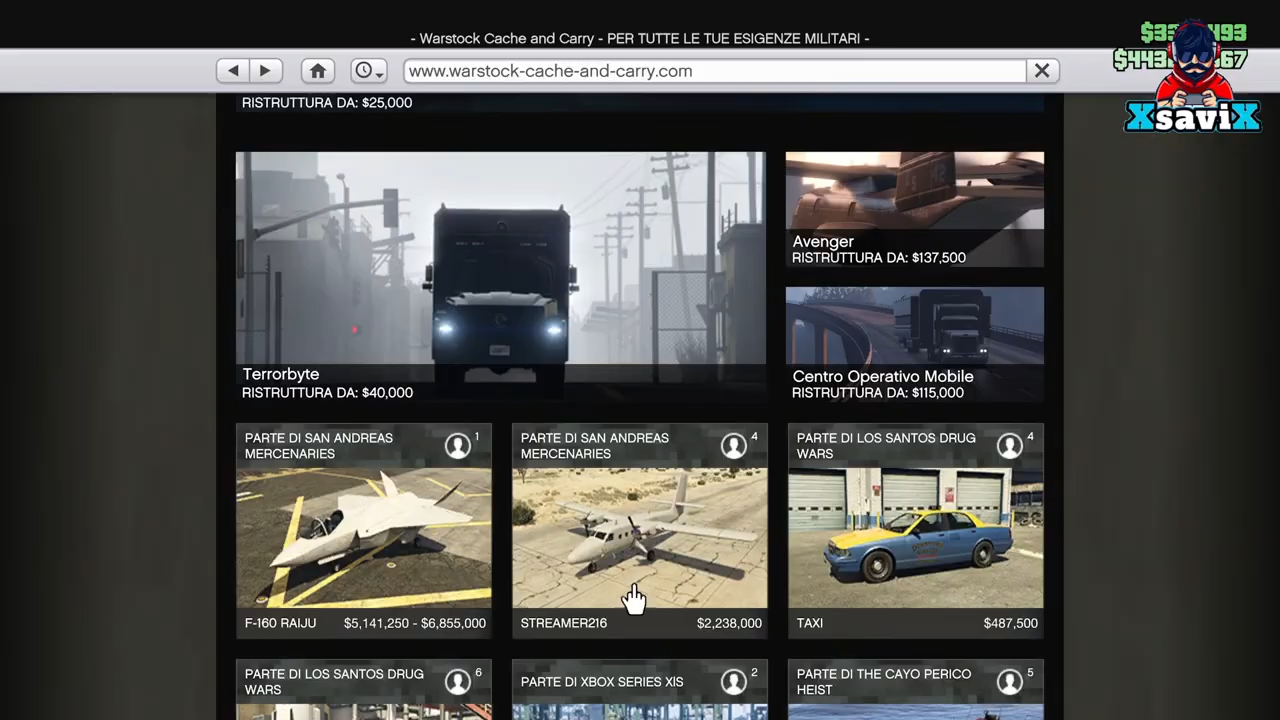 - Warstock Cache and Carry - PER TUTTE LE TUE ESIGENZE MILITARI -
www.warstock-cache-and-carry.com
XsaviX
RISTRUTTURA DA: $25,000
Terrorbyte
RISTRUTTURA DA: $40,000
Avenger
RISTRUTTURA DA: $137,500
Centro Operativo Mobile
RISTRUTTURA DA: $115,000
PARTE DI SAN ANDREAS
MERCENARIES
1
F-160 RAIJU $5,141,250 - $6,855,000
PARTE DI SAN ANDREAS
MERCENARIES
4
STREAMER216 $2,238,000
PARTE DI LOS SANTOS DRUG
WARS
4
TAXI $487,500
PARTE DI LOS SANTOS DRUG
WARS
6
PARTE DI XBOX SERIES XIS
2
PARTE DI THE CAYO PERICO
HEIST
5